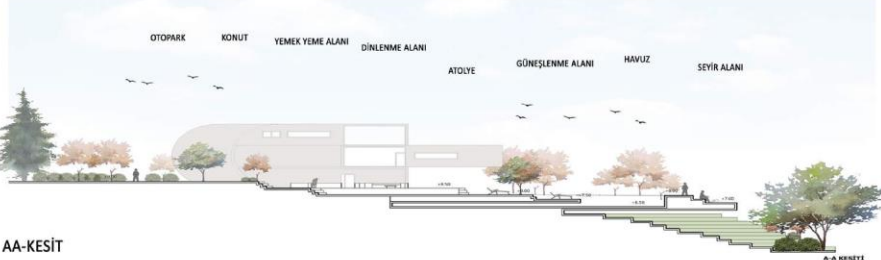 OTOPARK
KONUT
YEMEK YEME ALANI
DİNLENME ALANI
ATOLYE
GÜNEŞLENME ALANI
HAVUZ
SEYİR ALANI
AA-KESİT
A-A KESİTİ